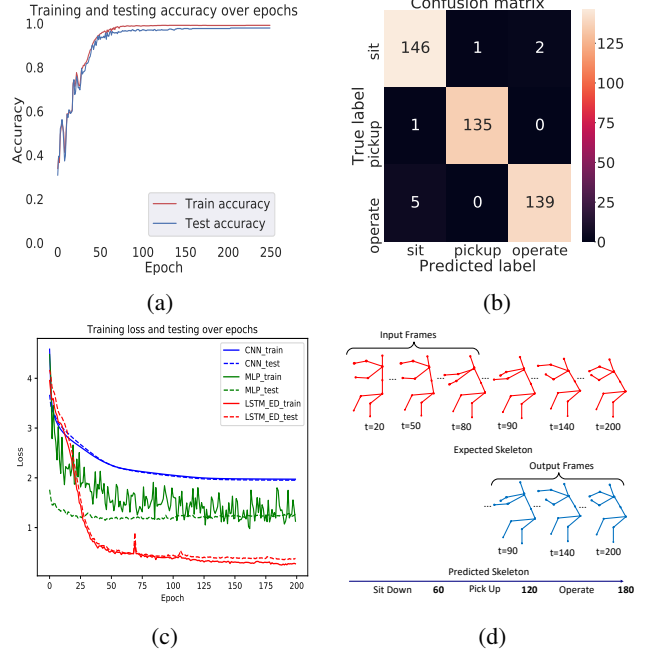 Training and testing accuracy over epochs
1.0
0.8
0.6
0.4
0.2
0.0
Accuracy
Train accuracy
Test accuracy
0 50 100 150 200 250
Epoch
(a)
Confusion matrix
sit 146 1 2
pickup 1 135 0
operate 5 0 139
True label
sit pickup operate
Predicted label
125
100
75
50
25
0
(b)
Training loss and testing over epochs
CNN_train
CNN_test
MLP_train
MLP_test
LSTM_ED_train
LSTM_ED_test
4
3
2
1
Loss
0 25 50 75 100 125 150 175 200
Epoch
(c)
Input Frames
... ... ... ... ...
t=20 t=50 t=80 t=90 t=140 t=200
Expected Skeleton
Output Frames
... ... ...
t=90 t=140 t=200
Predicted Skeleton
Sit Down 60 Pick Up 120 Operate 180
(d)